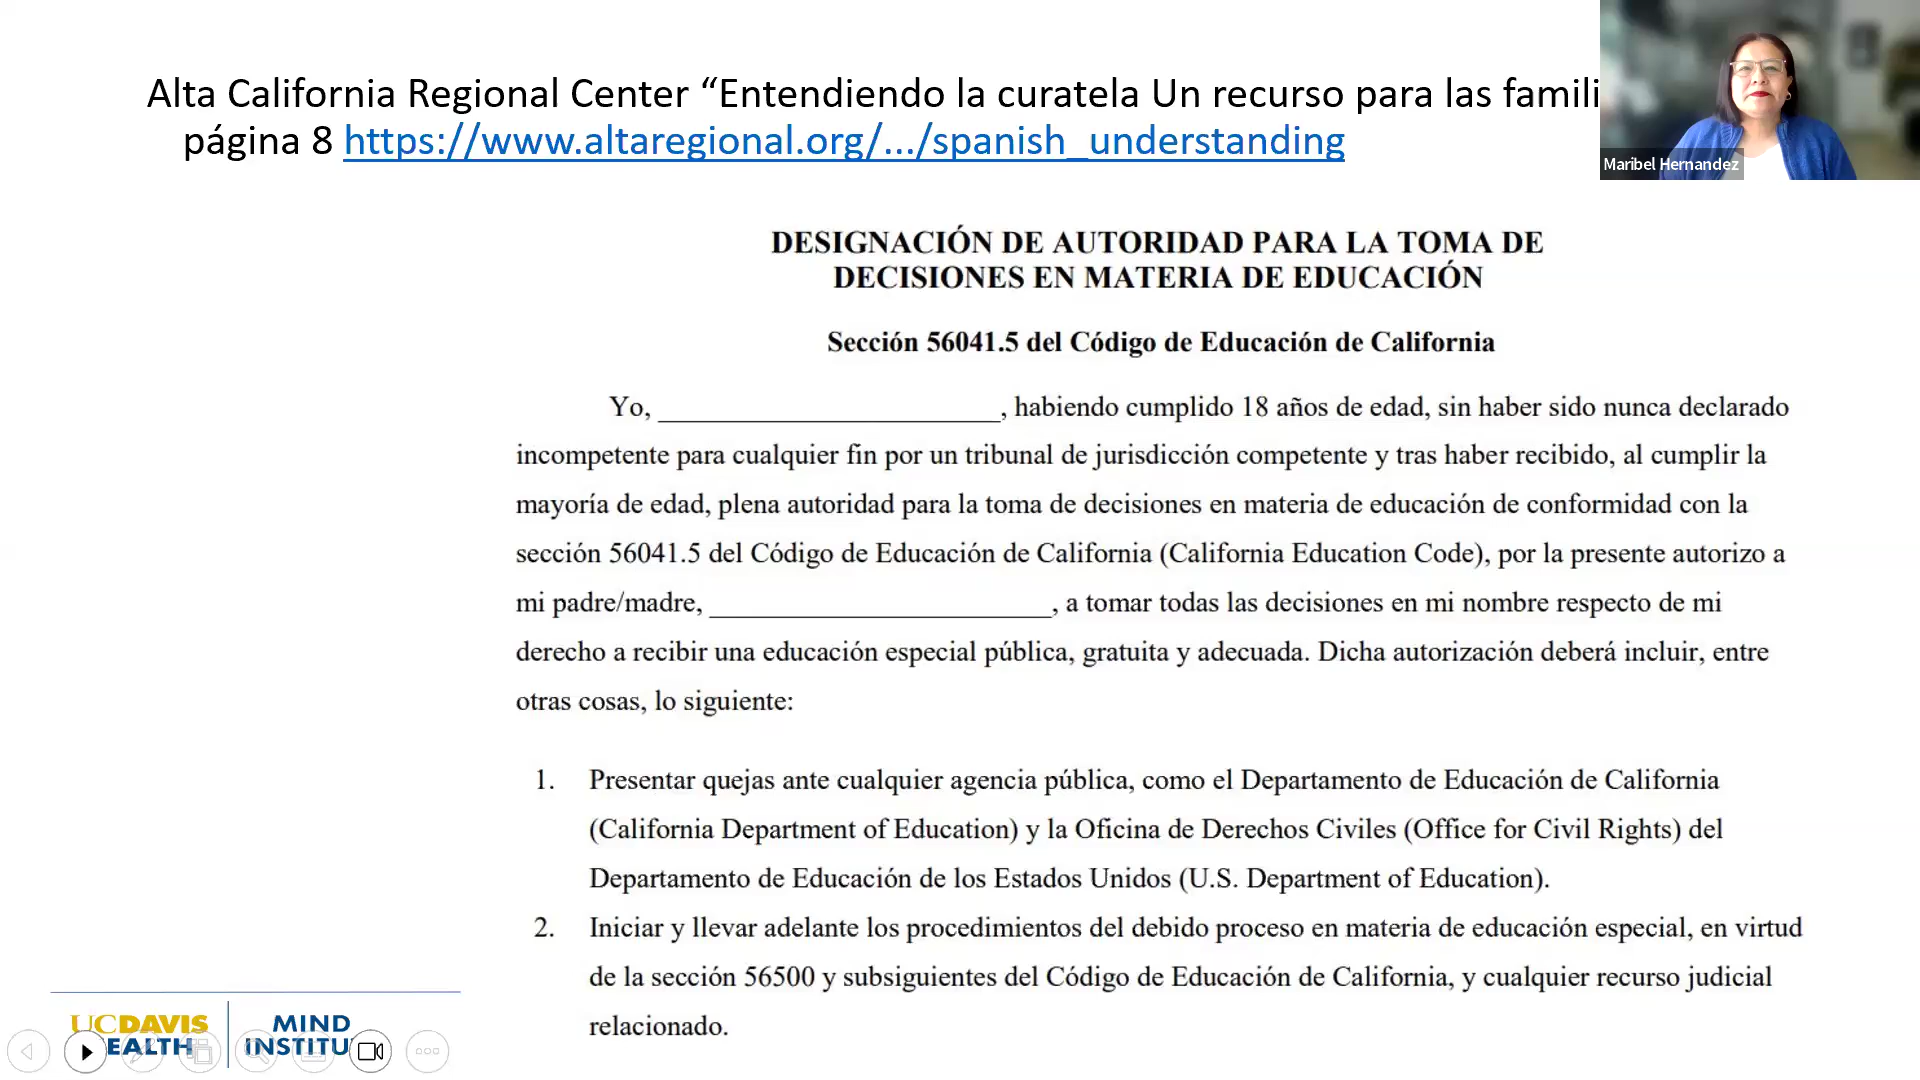 Alta California Regional Center “Entendiendo la curatela Un recurso para las famili
página 8 https://www.altaregional.org/.../spanish_understanding
Maribel Hernandez
DESIGNACIÓN DE AUTORIDAD PARA LA TOMA DE
DECISIONES EN MATERIA DE EDUCACIÓN
Sección 56041.5 del Código de Educación de California
Yo, ________________________, habiendo cumplido 18 años de edad, sin haber sido nunca declarado
incompetente para cualquier fin por un tribunal de jurisdicción competente y tras haber recibido, al cumplir la
mayoría de edad, plena autoridad para la toma de decisiones en materia de educación de conformidad con la
sección 56041.5 del Código de Educación de California (California Education Code), por la presente autorizo a
mi padre/madre, ________________________, a tomar todas las decisiones en mi nombre respecto de mi
derecho a recibir una educación especial pública, gratuita y adecuada. Dicha autorización deberá incluir, entre
otras cosas, lo siguiente:
1. Presentar quejas ante cualquier agencia pública, como el Departamento de Educación de California
(California Department of Education) y la Oficina de Derechos Civiles (Office for Civil Rights) del
Departamento de Educación de los Estados Unidos (U.S. Department of Education).
2. Iniciar y llevar adelante los procedimientos del debido proceso en materia de educación especial, en virtud
de la sección 56500 y subsiguientes del Código de Educación de California, y cualquier recurso judicial
relacionado.
UCDAVIS
EALTH
MIND
INSTITU